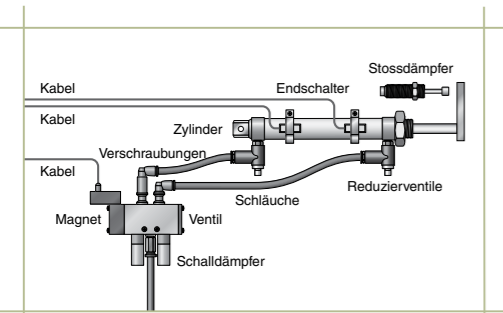 Stossdämpfer
Kabel
Endschalter
Kabel
Zylinder
Verschraubungen
Kabel
Reduzierventile
Schläuche
Magnet
Ventil
Schalldämpfer